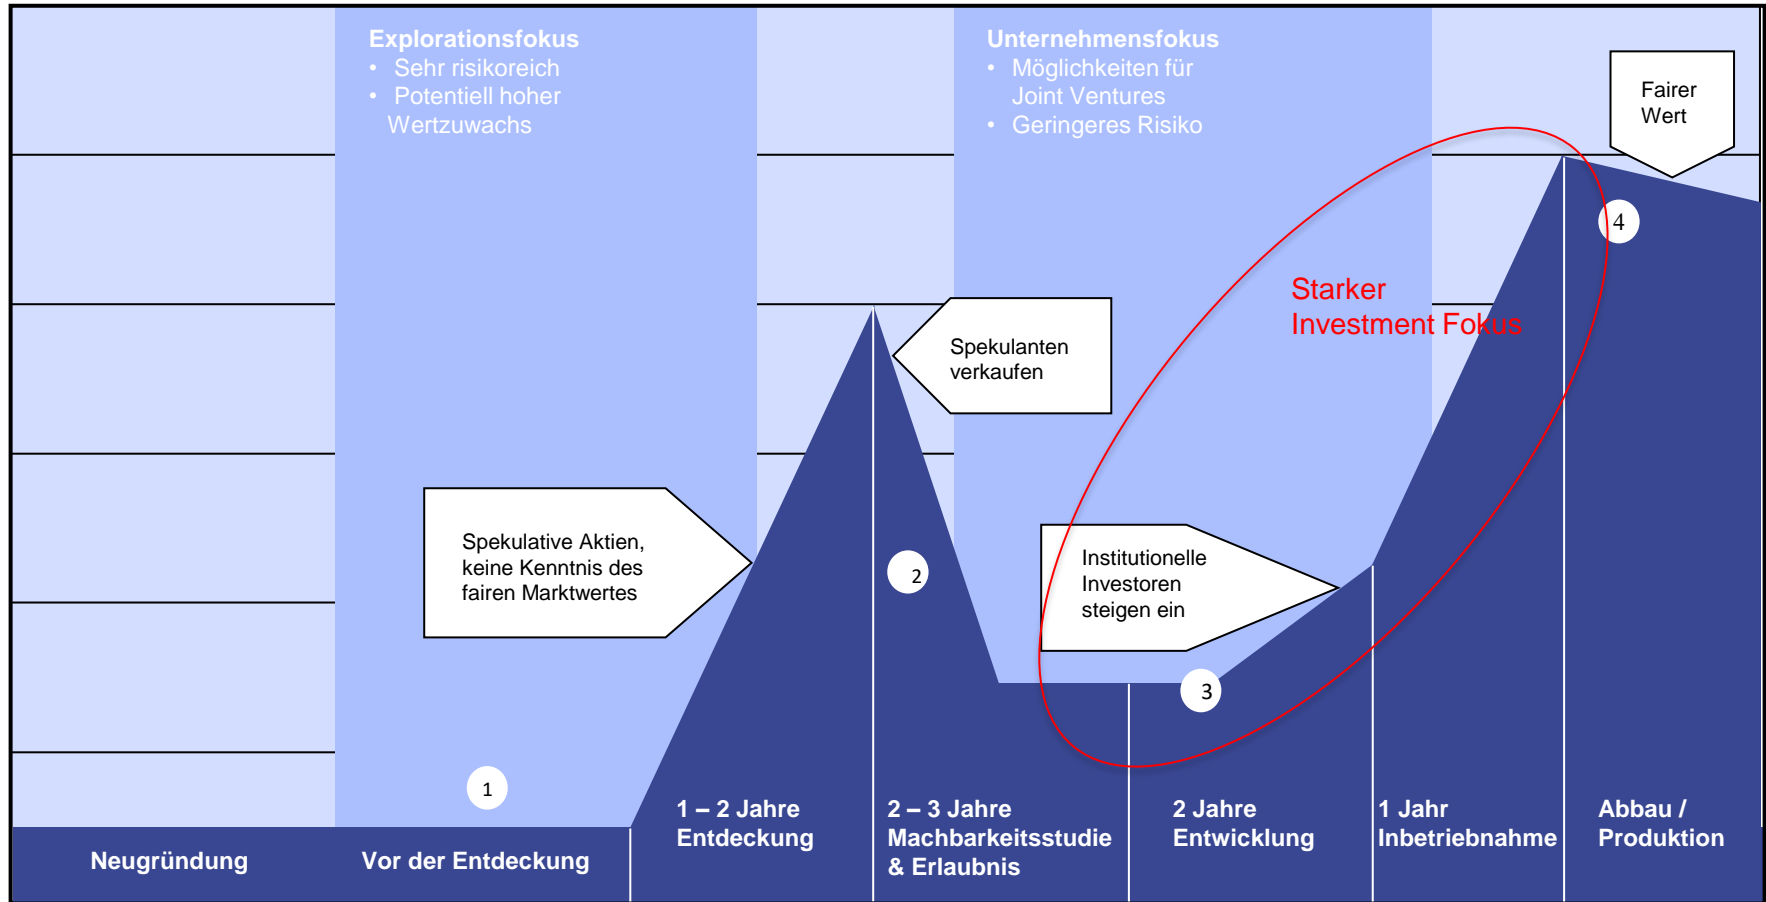 Explorationsfokus
• Sehr risikoreich
• Potentiell hoher
Wertzuwachs
Unternehmensfokus
• Möglichkeiten für
Joint Ventures
• Geringeres Risiko
Fairer
Wert
4
Starker
Investment Fokus
Spekulanten
verkaufen
Spekulative Aktien,
keine Kenntnis des
fairen Marktwertes
2
Institutionelle
Investoren
steigen ein
3
1
Neugründung
Vor der Entdeckung
1 – 2 Jahre
Entdeckung
2 – 3 Jahre
Machbarkeitsstudie
& Erlaubnis
2 Jahre
Entwicklung
1 Jahr
Inbetriebnahme
Abbau /
Produktion